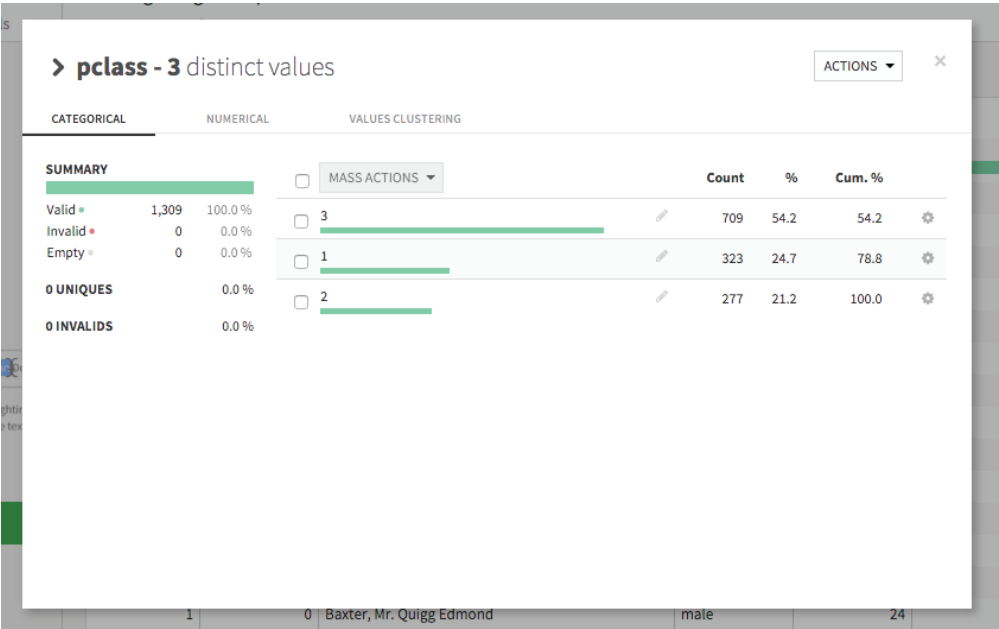 ls
pclass - 3 distinct values
ACTIONS
×
CATEGORICAL NUMERICAL VALUES CLUSTERING
SUMMARY
Valid 1,309 100.0 %
Invalid 0 0.0 %
Empty 0 0.0 %
0 UNIQUES 0.0 %
0 INVALIDS 0.0 %
MASS ACTIONS Count % Cum. %
3 709 54.2 54.2
1 323 24.7 78.8
2 277 21.2 100.0
1 0 Baxter, Mr. Quigg Edmond male 24